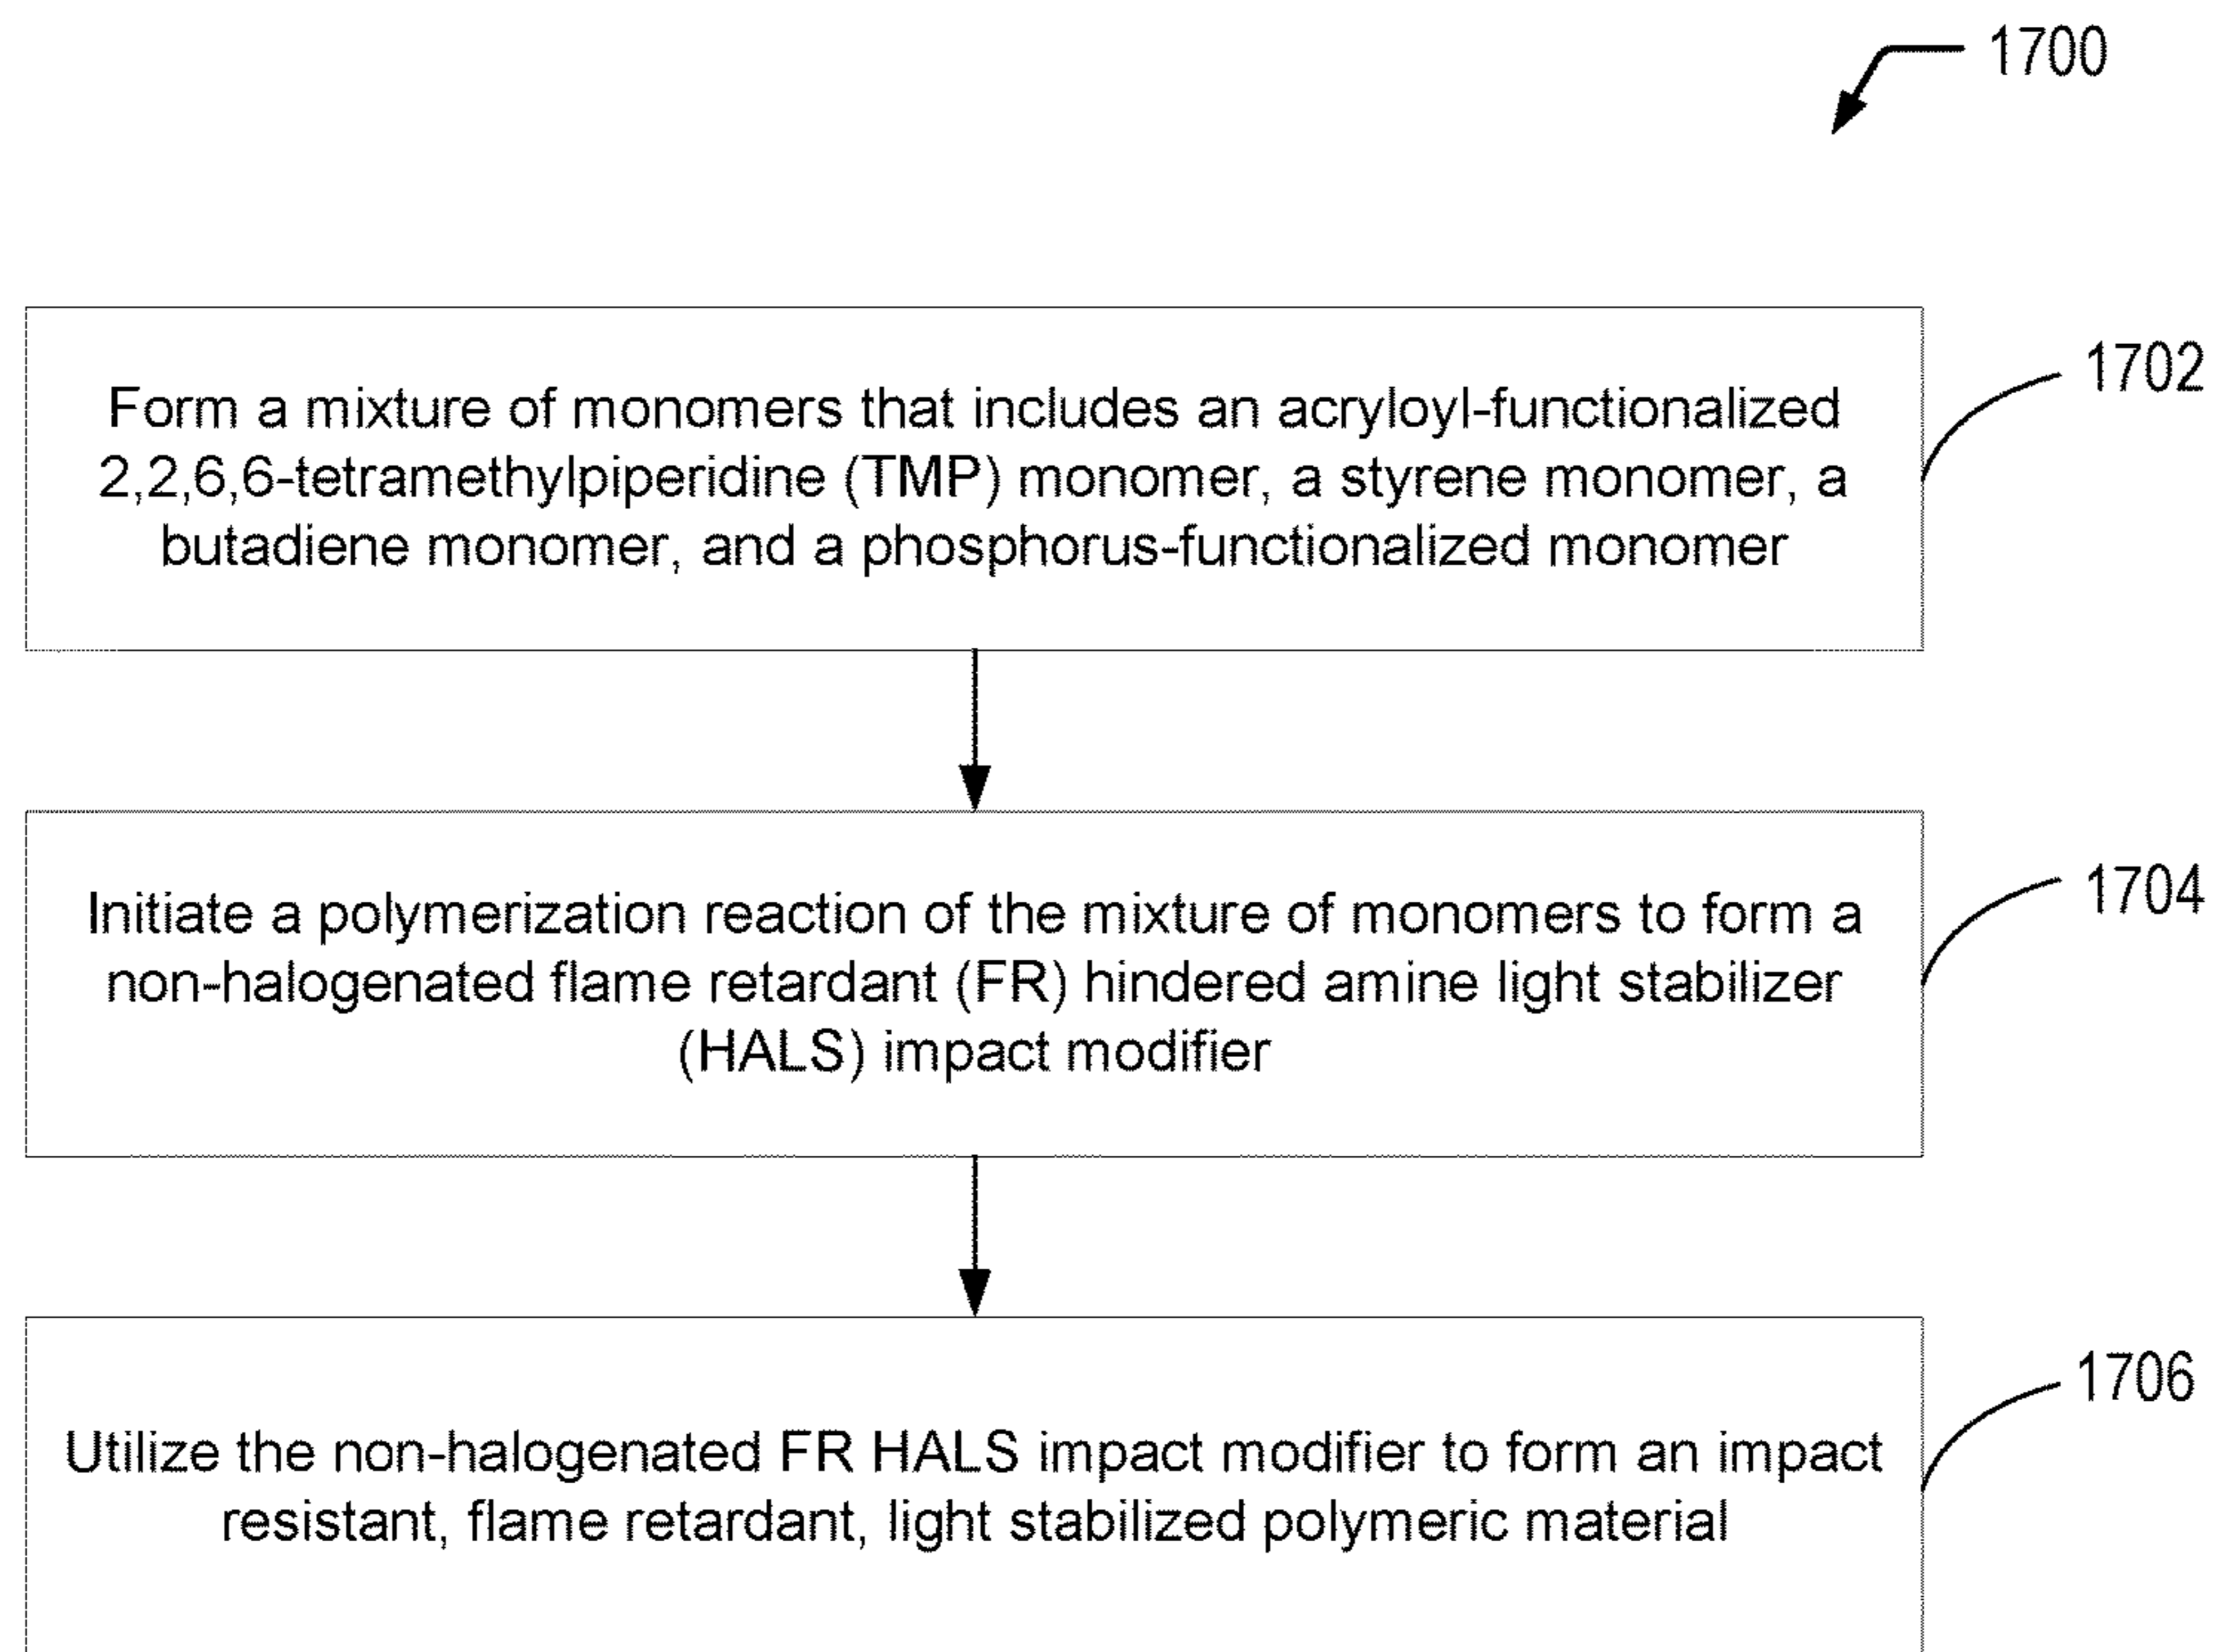 1700
Form a mixture of monomers that includes an acryloyl-functionalized
2,2,6,6-tetramethylpiperidine (TMP) monomer, a styrene monomer, a
butadiene monomer, and a phosphorus-functionalized monomer
1702
Initiate a polymerization reaction of the mixture of monomers to form a
non-halogenated flame retardant (FR) hindered amine light stabilizer
(HALS) impact modifier
1704
Utilize the non-halogenated FR HALS impact modifier to form an impact
resistant, flame retardant, light stabilized polymeric material
1706